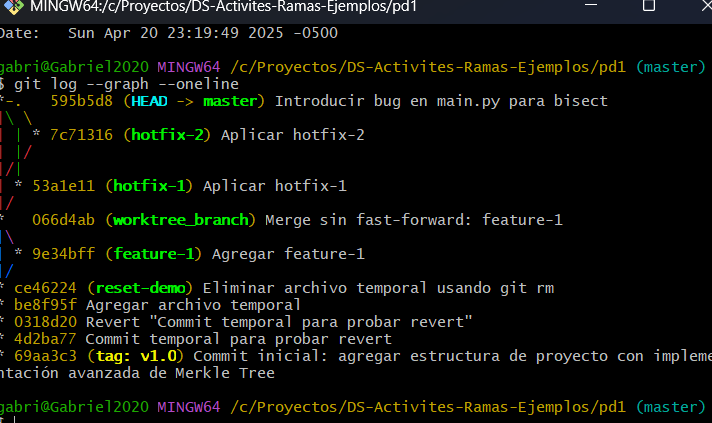 MINGW64:/c/Proyectos/DS-Activites-Ramas-Ejemplos/pd1
Date:   Sun Apr 20 23:19:49 2025 -0500
gabri@Gabriel2020 MINGW64 /c/Proyectos/DS-Activites-Ramas-Ejemplos/pd1 (master)
$ git log --graph --oneline
*-.   595b5d8 (HEAD -> master) Introducir bug en main.py para bisect
|\ \
| | * 7c71316 (hotfix-2) Aplicar hotfix-2
| |/
|/|
| * 53a1e11 (hotfix-1) Aplicar hotfix-1
|/
*   066d4ab (worktree_branch) Merge sin fast-forward: feature-1
|\
| * 9e34bff (feature-1) Agregar feature-1
|/
* ce46224 (reset-demo) Eliminar archivo temporal usando git rm
* be8f95f Agregar archivo temporal
* 0318d20 Revert "Commit temporal para probar revert"
* 4d2ba77 Commit temporal para probar revert
* 69aa3c3 (tag: v1.0) Commit inicial: agregar estructura de proyecto con impleme
ntación avanzada de Merkle Tree
gabri@Gabriel2020 MINGW64 /c/Proyectos/DS-Activites-Ramas-Ejemplos/pd1 (master)
$